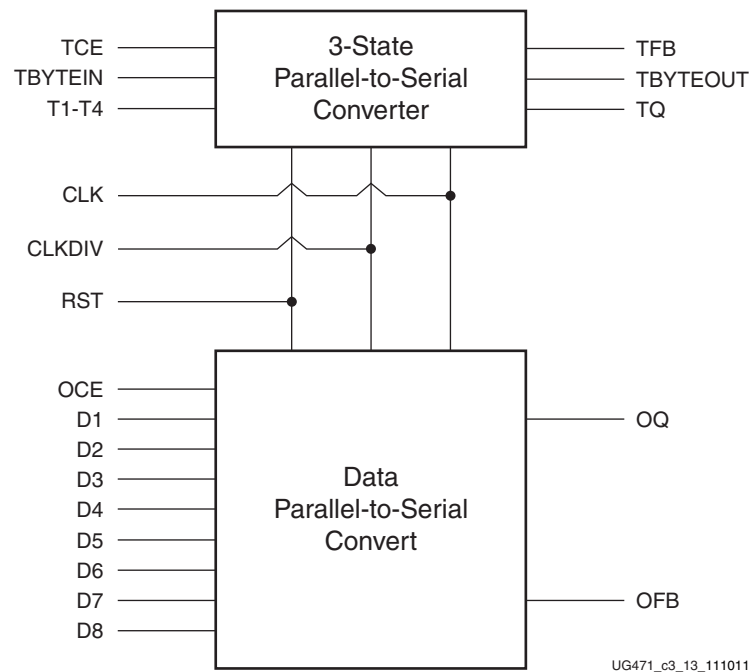 TCE
TBYTEIN
T1-T4
3-State
Parallel-to-Serial
Converter
TFB
TBYTEOUT
TQ
CLK
CLKDIV
RST
OCE
D1
D2
D3
D4
D5
D6
D7
D8
Data
Parallel-to-Serial
Convert
OQ
OFB
UG471_c3_13_111011